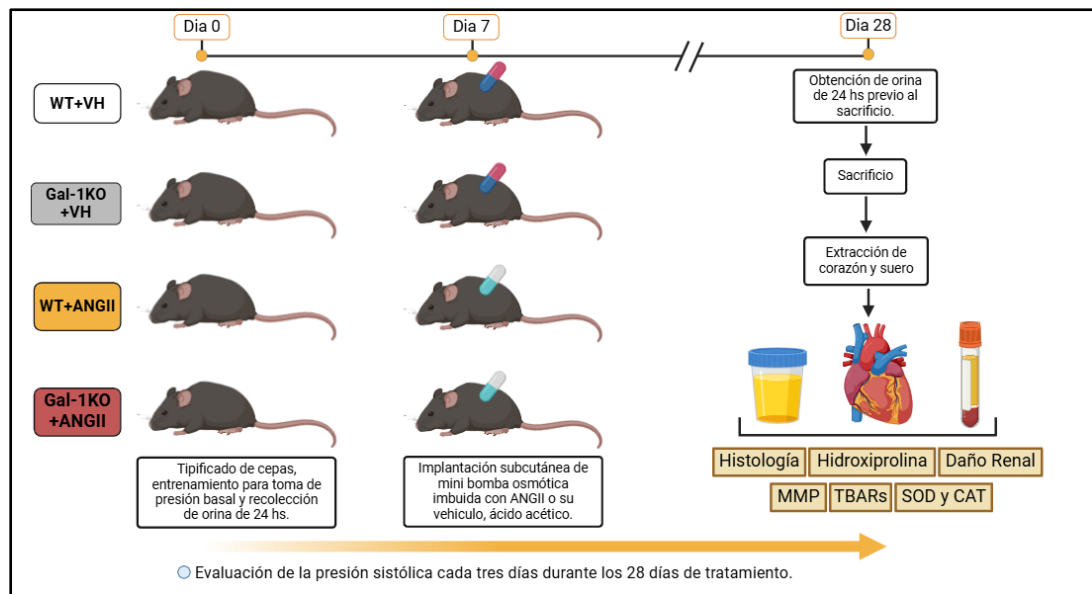 Dia 0
Dia 7
Dia 28
WT+VH
Gal-1KO
+VH
WT+ANGII
Gal-1KO
+ANGII
Tipificado de cepas,
entrenamiento para toma de
presión basal y recolección
de orina de 24 hs.
Implantación subcutánea de
mini bomba osmótica
imbuida con ANGII o su
vehiculo, ácido acético.
Obtención de orina
de 24 hs previo al
sacrificio.
Sacrificio
Extracción de
corazón y suero
Histología Hidroxiprolina Daño Renal
MMP TBARs SOD y CAT
Evaluación de la presión sistólica cada tres días durante los 28 días de tratamiento.